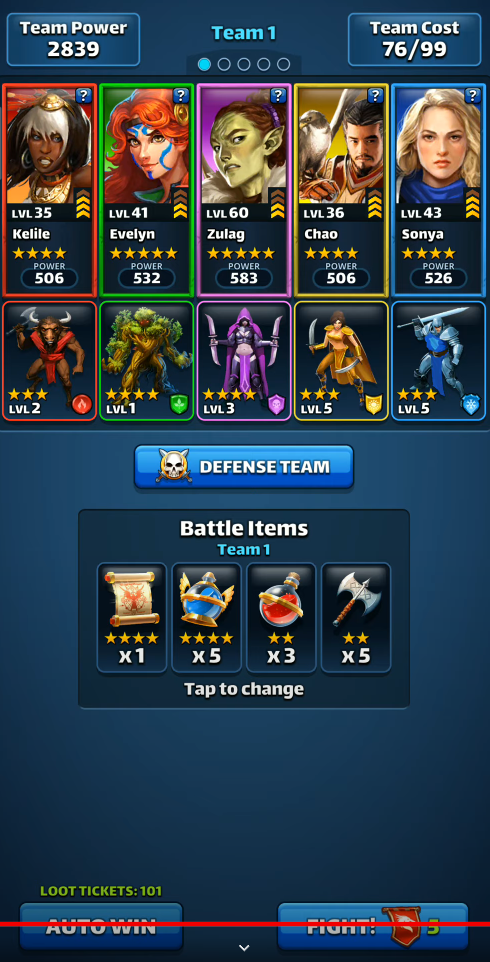 Team Power
2839
Team 1
Team Cost
76/99
? ? ? ? ?
LVL 35 LVL 41 LVL 60 LVL 36 LVL 43
Kelile Evelyn Zulag Chao Sonya
POWER POWER POWER POWER POWER
506 532 583 506 526
LVL 2 LVL 1 LVL 3 LVL 5 LVL 5
DEFENSE TEAM
Battle Items
Team 1
x 1 x 5 x 3 x 5
Tap to change
LOOT TICKETS: 101
AUTO WIN FIGHT! 5